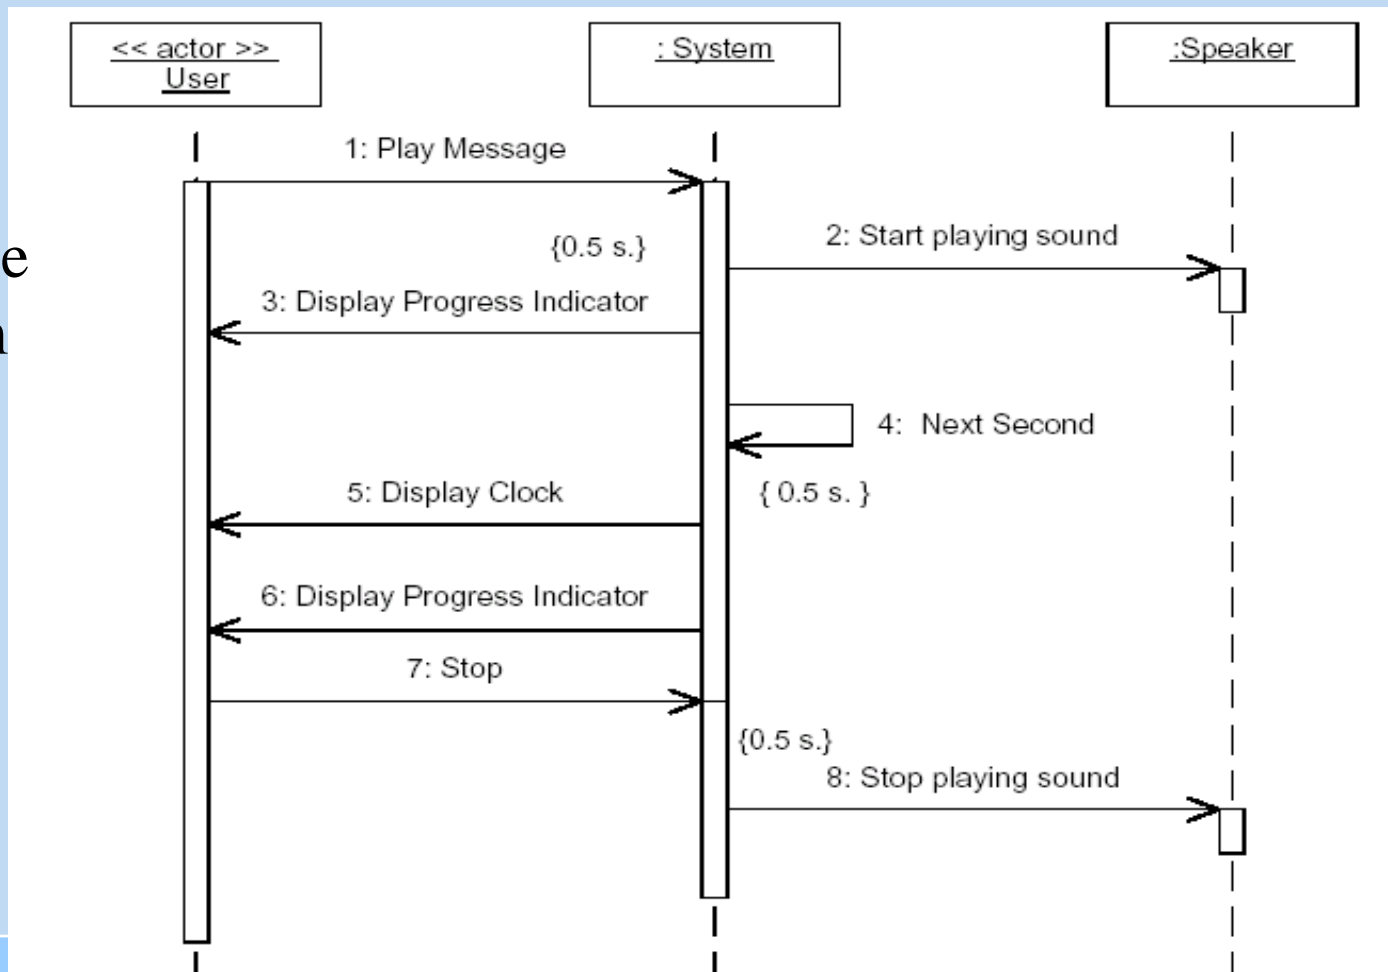 << actor >>
User
: System
:Speaker
1: Play Message
2: Start playing sound
{0.5 s.}
e
3: Display Progress Indicator
4: Next Second
5: Display Clock
{ 0.5 s. }
6: Display Progress Indicator
7: Stop
{0.5 s.}
8: Stop playing sound